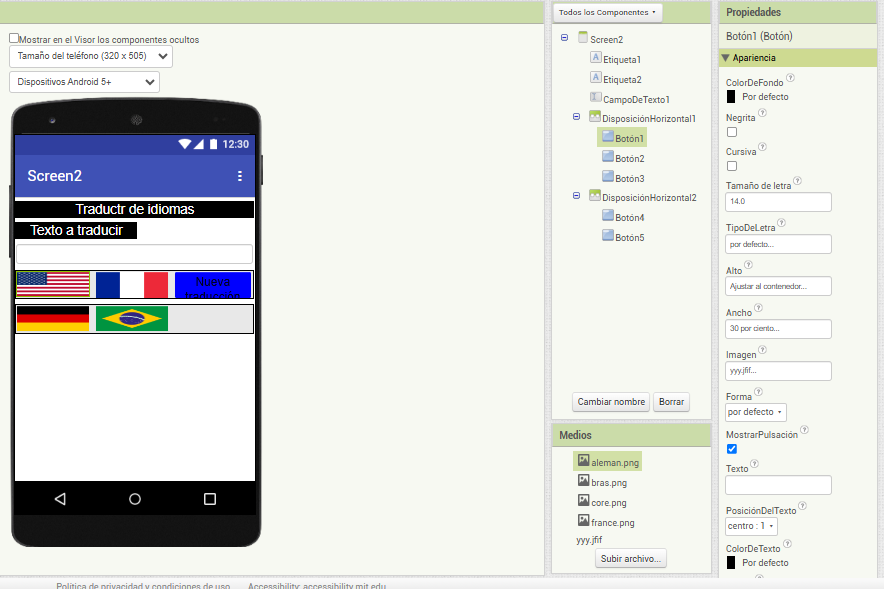 Mostrar en el Visor los componentes ocultos
Tamaño del teléfono (320 x 505)
Dispositivos Android 5+
12:30
Screen2
Traductr de idiomas
Texto a traducir
Nueva
traducción
Todos los Componentes
Screen2
Etiqueta1
Etiqueta2
CampoDeTexto1
DisposiciónHorizontal1
Botón1
Botón2
Botón3
DisposiciónHorizontal2
Botón4
Botón5
Cambiar nombre
Borrar
Medios
aleman.png
bras.png
core.png
france.png
yyy.jfif
Subir archivo...
Propiedades
Botón1 (Botón)
Apariencia
ColorDeFondo ?
Por defecto
Negrita ?
Cursiva ?
Tamaño de letra ?
14.0
TipoDeLetra ?
por defecto...
Alto ?
Ajustar al contenedor...
Ancho ?
30 por ciento...
Imagen ?
yyy.jfif...
Forma ?
por defecto
MostrarPulsación ?
Texto ?
PosiciónDelTexto ?
centro : 1
ColorDeTexto ?
Por defecto
Política de privacidad y condiciones de uso
Accessibility: accessibility.mit.edu